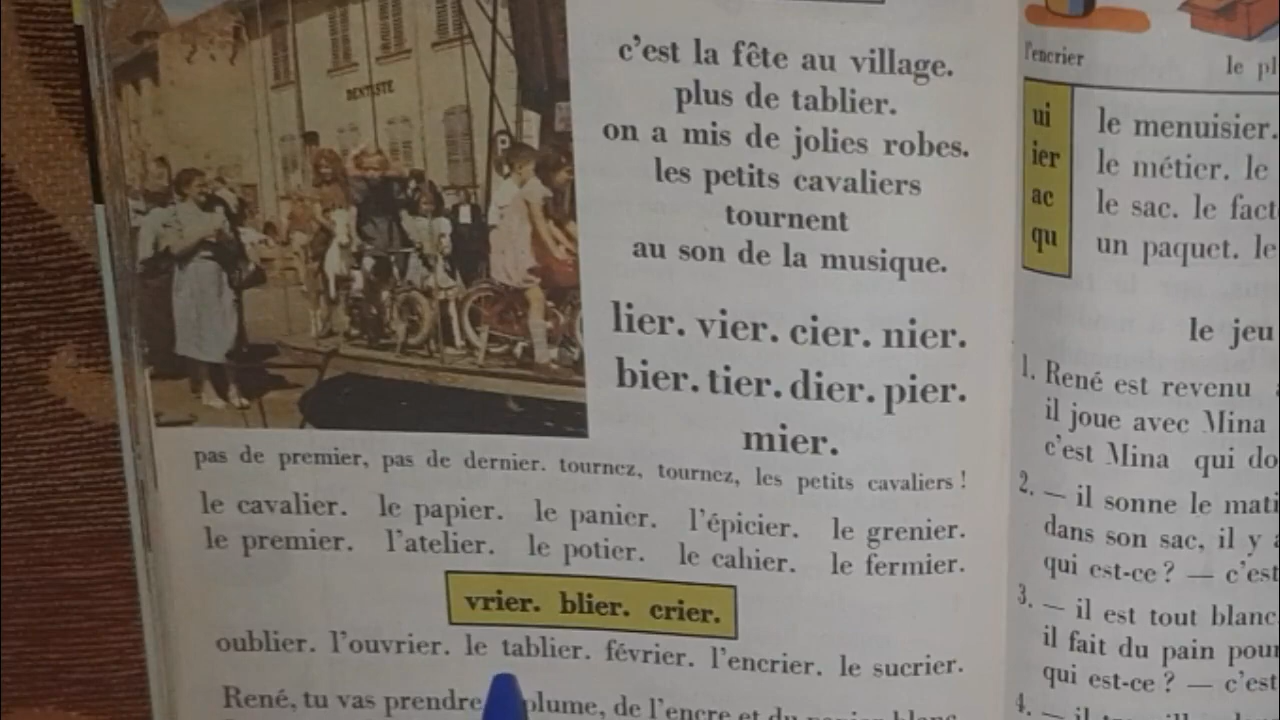 DENTISTE
c'est la fête au village.
plus de tablier.
on a mis de jolies robes.
les petits cavaliers
tournent
au son de la musique.
lier. vier. cier. nier.
bier. tier. dier. pier.
mier.
pas de premier, pas de dernier. tournez, tournez, les petits cavaliers !
le cavalier. le papier. le panier. l'épicier. le grenier.
le premier. l'atelier. le potier. le cahier. le fermier.
vrier. blier. crier.
oublier. l'ouvrier. le tablier. février. l'encrier. le sucrier.
René, tu vas prendre plume, de l'encre et du papier blanc
l'encrier le pl
ui le menuisier.
ier le métier. le
ac le sac. le fact
qu un paquet. le
le jeu
1. René est revenu
il joue avec Mina
c'est Mina qui do
2. — il sonne le mati
dans son sac, il y a
qui est-ce ? — c'est
3. — il est tout blanc
il fait du pain pour
qui est-ce ? — c'est
4. — il